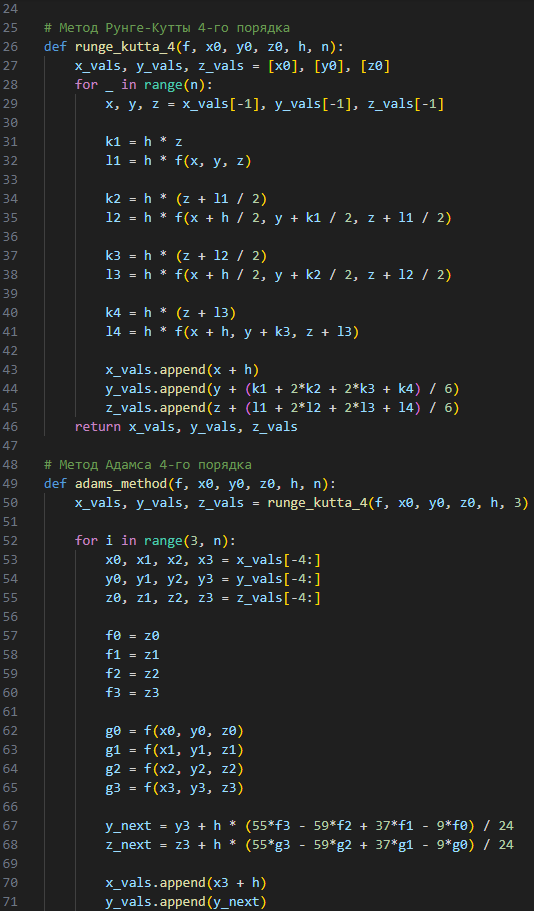 24
25 # Метод Рунге-Кутты 4-го порядка
26 def runge_kutta_4(f, x0, y0, z0, h, n):
27     x_vals, y_vals, z_vals = [x0], [y0], [z0]
28     for _ in range(n):
29         x, y, z = x_vals[-1], y_vals[-1], z_vals[-1]
30
31         k1 = h * z
32         l1 = h * f(x, y, z)
33
34         k2 = h * (z + l1 / 2)
35         l2 = h * f(x + h / 2, y + k1 / 2, z + l1 / 2)
36
37         k3 = h * (z + l2 / 2)
38         l3 = h * f(x + h / 2, y + k2 / 2, z + l2 / 2)
39
40         k4 = h * (z + l3)
41         l4 = h * f(x + h, y + k3, z + l3)
42
43         x_vals.append(x + h)
44         y_vals.append(y + (k1 + 2*k2 + 2*k3 + k4) / 6)
45         z_vals.append(z + (l1 + 2*l2 + 2*l3 + l4) / 6)
46     return x_vals, y_vals, z_vals
47
48 # Метод Адамса 4-го порядка
49 def adams_method(f, x0, y0, z0, h, n):
50     x_vals, y_vals, z_vals = runge_kutta_4(f, x0, y0, z0, h, 3)
51
52     for i in range(3, n):
53         x0, x1, x2, x3 = x_vals[-4:]
54         y0, y1, y2, y3 = y_vals[-4:]
55         z0, z1, z2, z3 = z_vals[-4:]
56
57         f0 = z0
58         f1 = z1
59         f2 = z2
60         f3 = z3
61
62         g0 = f(x0, y0, z0)
63         g1 = f(x1, y1, z1)
64         g2 = f(x2, y2, z2)
65         g3 = f(x3, y3, z3)
66
67         y_next = y3 + h * (55*f3 - 59*f2 + 37*f1 - 9*f0) / 24
68         z_next = z3 + h * (55*g3 - 59*g2 + 37*g1 - 9*g0) / 24
69
70         x_vals.append(x3 + h)
71         y_vals.append(y_next)